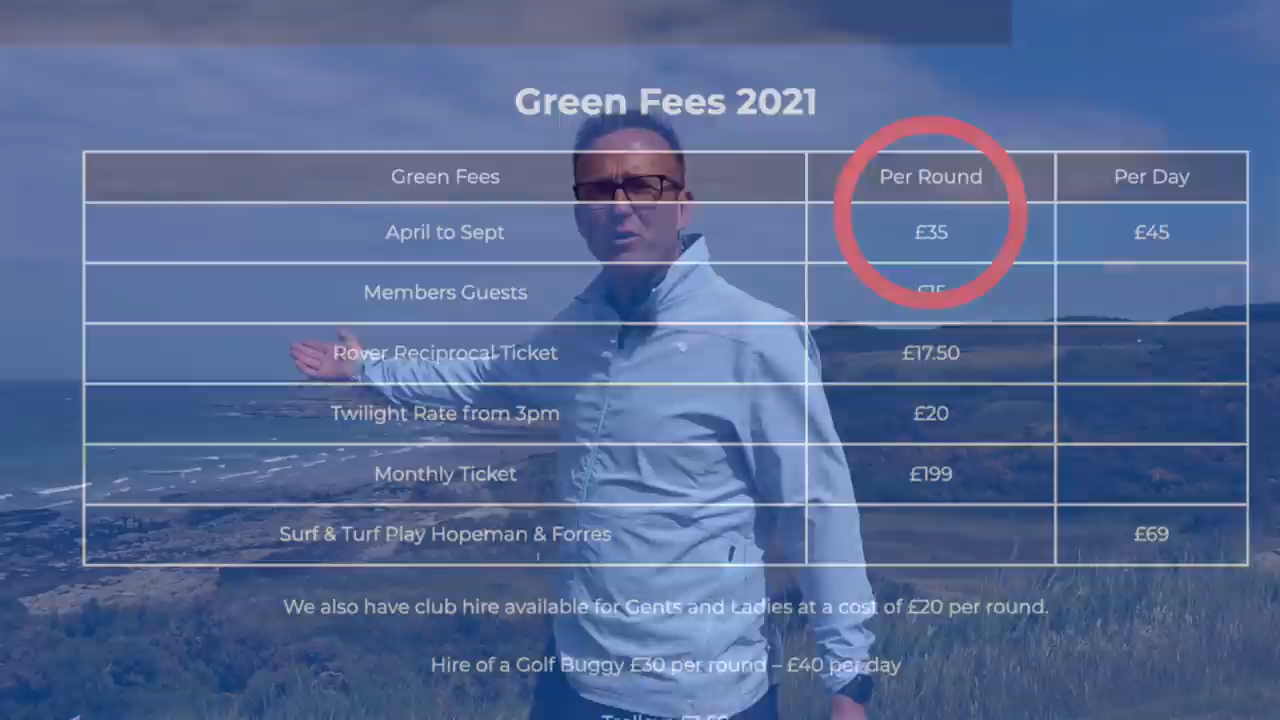 Green Fees 2021
Green Fees Per Round Per Day
April to Sept £35 £45
Members Guests £15
Rover Reciprocal Ticket £17.50
Twilight Rate from 3pm £20
Monthly Ticket £199
Surf & Turf Play Hopeman & Forres £69
We also have club hire available for Gents and Ladies at a cost of £20 per round.
Hire of a Golf Buggy £30 per round – £40 per day